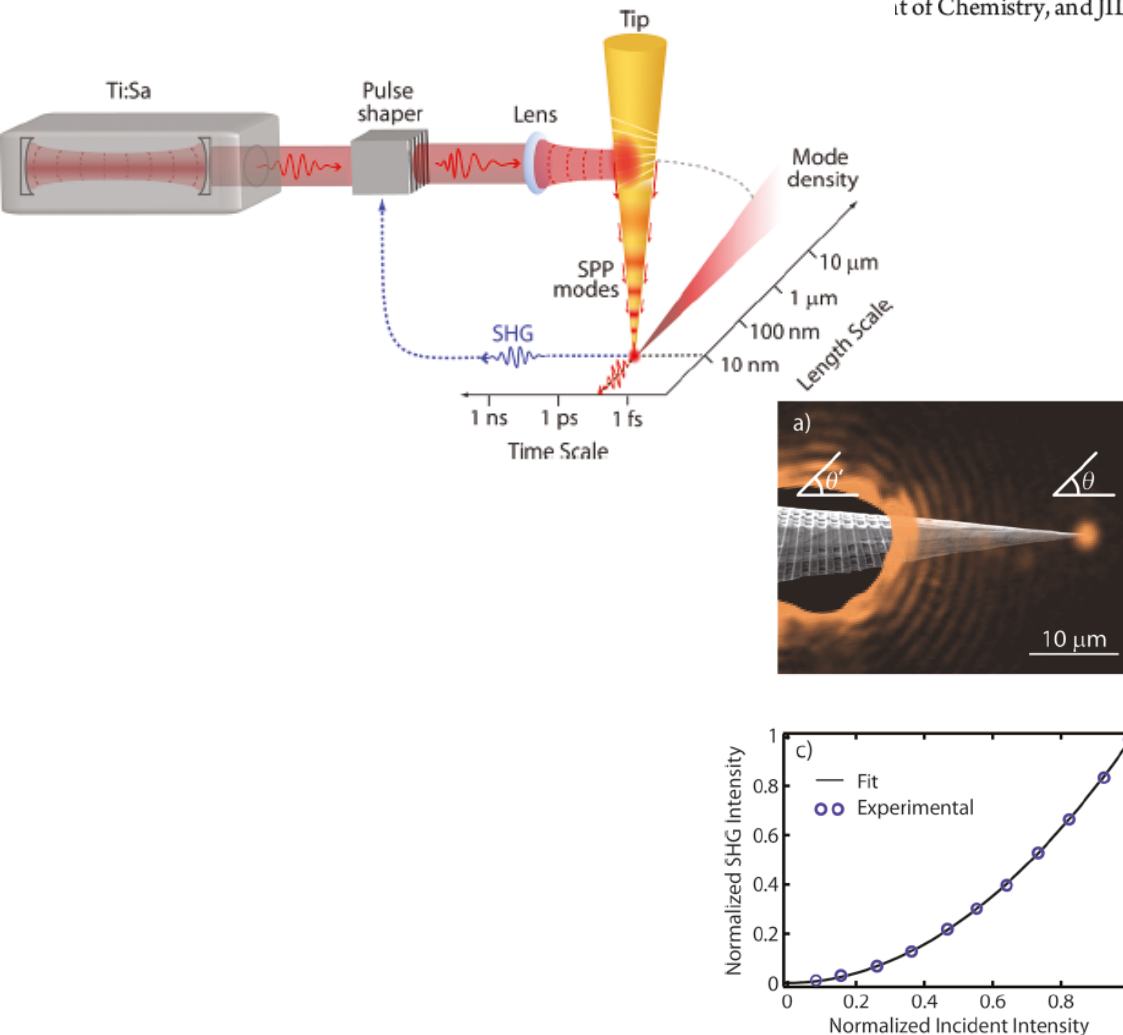 t of Chemistry, and JIL
Tip
Ti:Sa
Pulse
shaper
Lens
Mode
density
SPP
modes
10 μm
1 μm
100 nm
10 nm
Length Scale
SHG
1 ns
1 ps
1 fs
Time Scale
a)
θ′
θ
10 μm
c)
Fit
Experimental
Normalized SHG Intensity
1
0.8
0.6
0.4
0.2
0
0
0.2
0.4
0.6
0.8
Normalized Incident Intensity